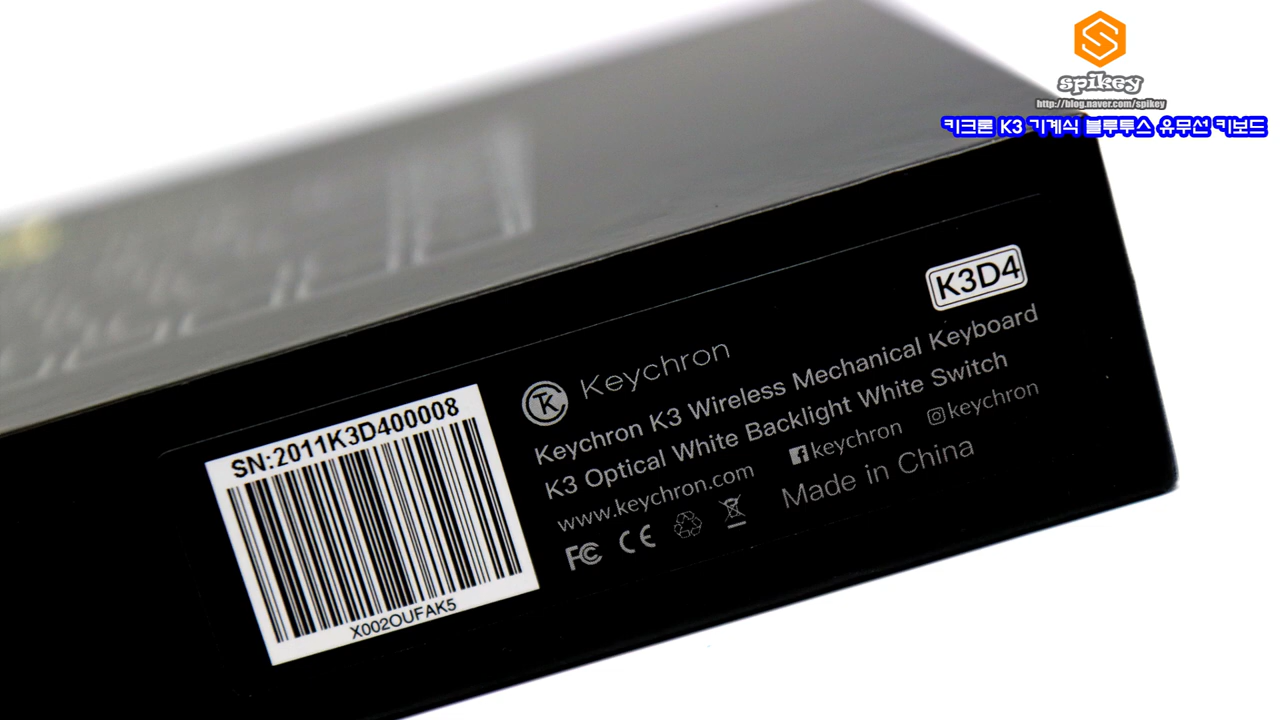 spikey
http://blog.naver.com/spikey
키크론 K3 기계식 블루투스 유무선 키보드
K3D4
Keychron
Keychron K3 Wireless Mechanical Keyboard
K3 Optical White Backlight White Switch
www.keychron.com keychron keychron
FC CE Made in China
SN:2011K3D400008
X002OUFAK5